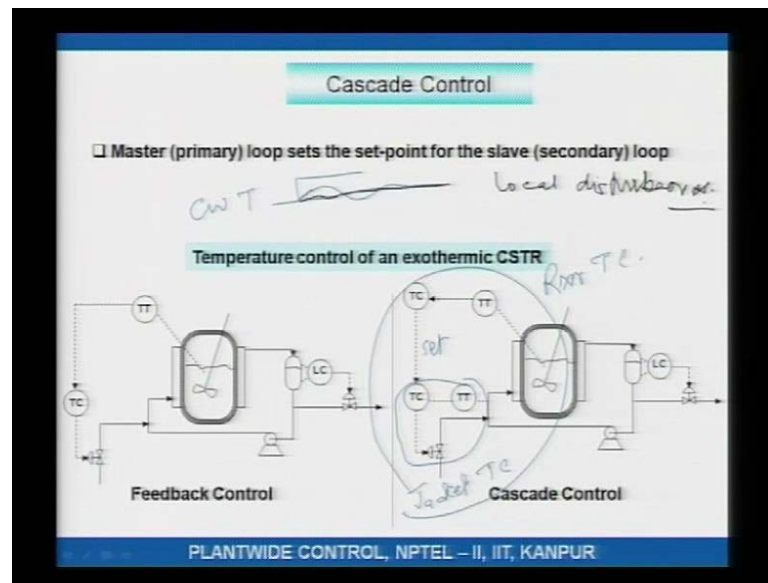 Cascade Control
❑ Master (primary) loop sets the set-point for the slave (secondary) loop
CW T
Local disturbances.
Temperature control of an exothermic CSTR
Rxr TC.
TT
TC
LC
TC
TT
set
TC
TT
LC
Jacket TC
Feedback Control
Cascade Control
PLANTWIDE CONTROL, NPTEL – II, IIT, KANPUR